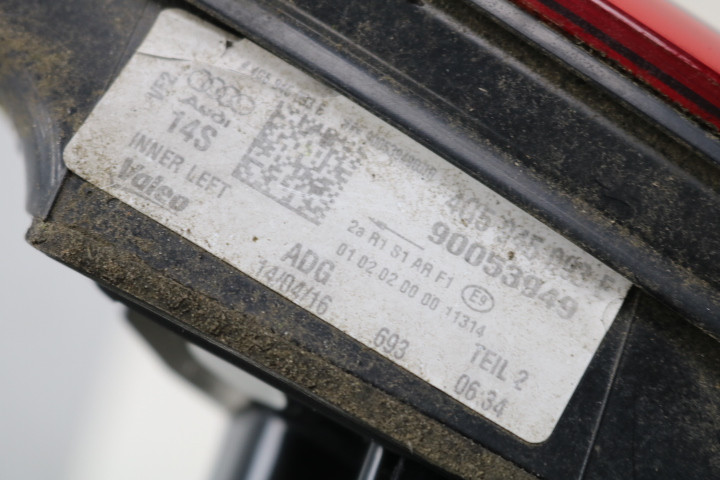 Audi
14S
INNER LEFT
Valeo
90053949
2a R1 S1 AR F1
01 02 02 00 00 11314
E9
ADG
14/04/16
693
TEIL 2
06:34